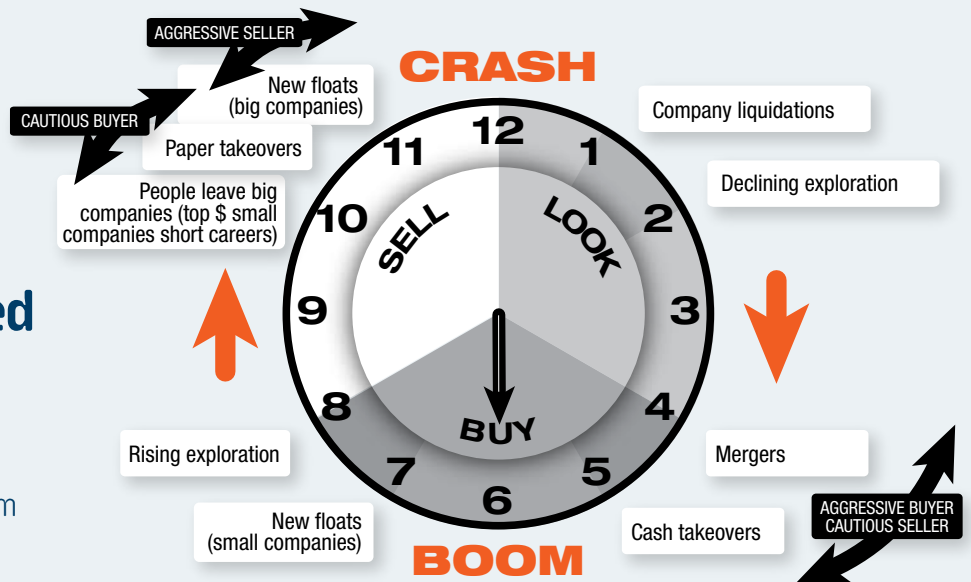 AGGRESSIVE SELLER
CRASH
New floats
(big companies)
CAUTIOUS BUYER
Paper takeovers
People leave big
companies (top $ small
companies short careers)
Company liquidations
Declining exploration
12
1
2
3
4
5
6
7
8
9
10
11
SELL
LOOK
BUY
ed
Rising exploration
m
New floats
(small companies)
Mergers
Cash takeovers
AGGRESSIVE BUYER
CAUTIOUS SELLER
BOOM